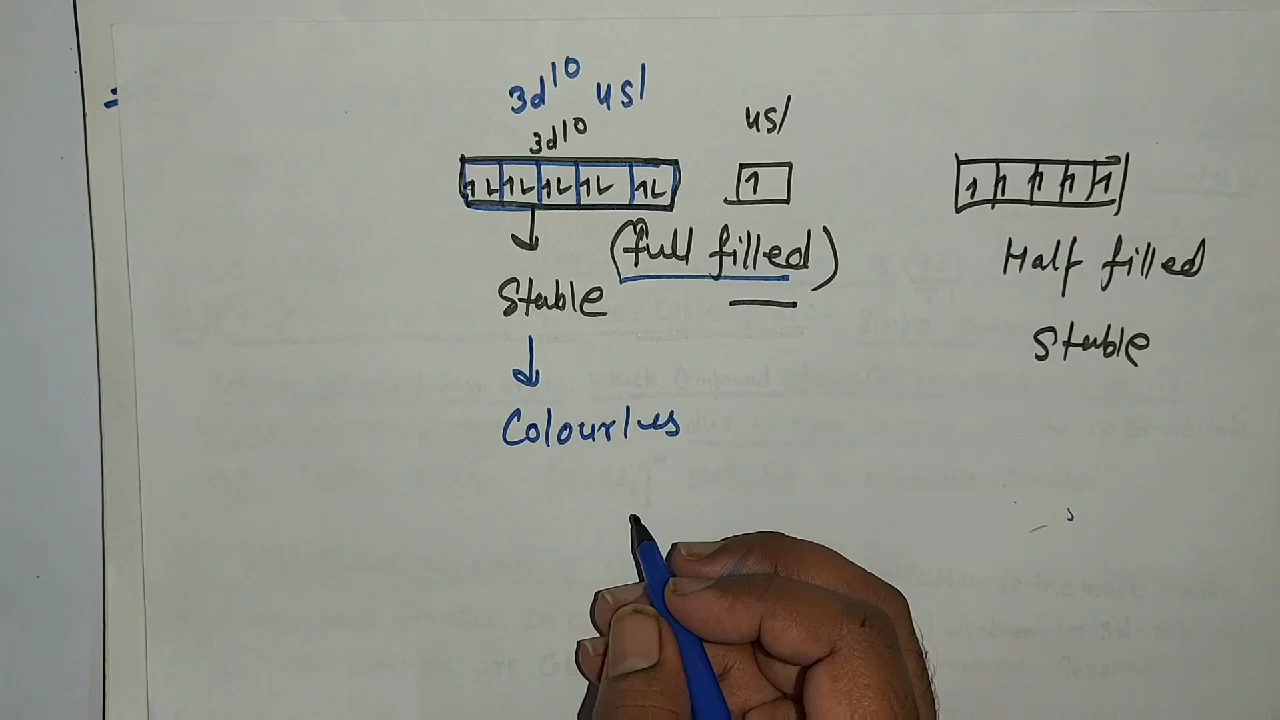 3d¹⁰ 4s¹
3d¹⁰ 4s¹
1L 1L 1L 1L 1L 1 1 1 1 1 1
(full filled) Half filled
Stable Stable
Colourles